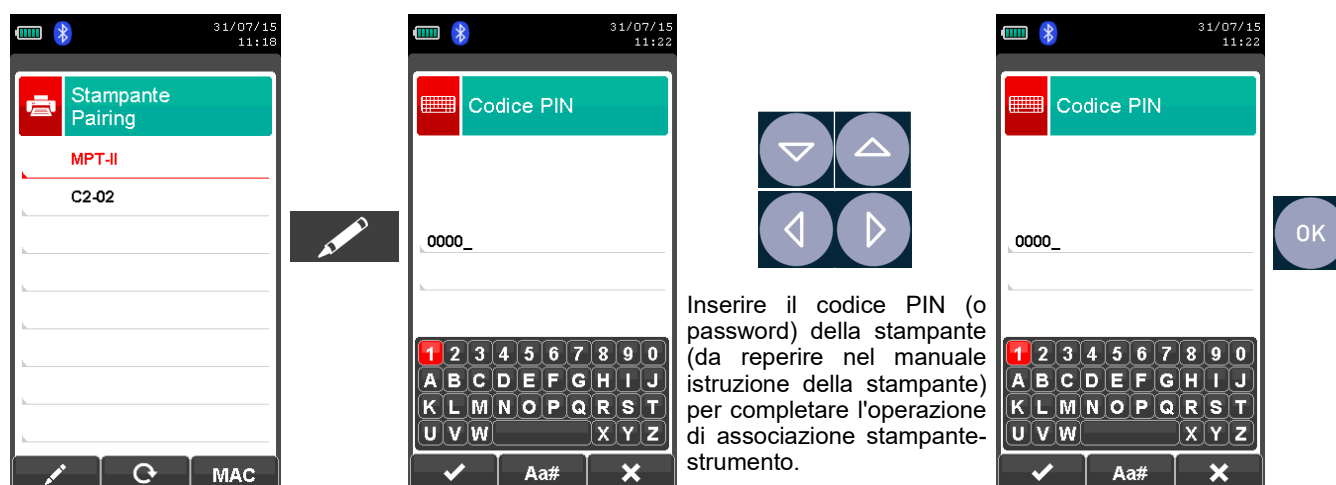 31/07/15
11:18
Stampante
Pairing
MPT-II
C2-02
MAC
31/07/15
11:22
Codice PIN
0000_
1 2 3 4 5 6 7 8 9 0
A B C D E F G H I J
K L M N O P Q R S T
U V W X Y Z
Aa#
Inserire il codice PIN (o
password) della stampante
(da reperire nel manuale
istruzione della stampante)
per completare l'operazione
di associazione stampante-
strumento.
31/07/15
11:22
Codice PIN
0000_
1 2 3 4 5 6 7 8 9 0
A B C D E F G H I J
K L M N O P Q R S T
U V W X Y Z
Aa#
OK